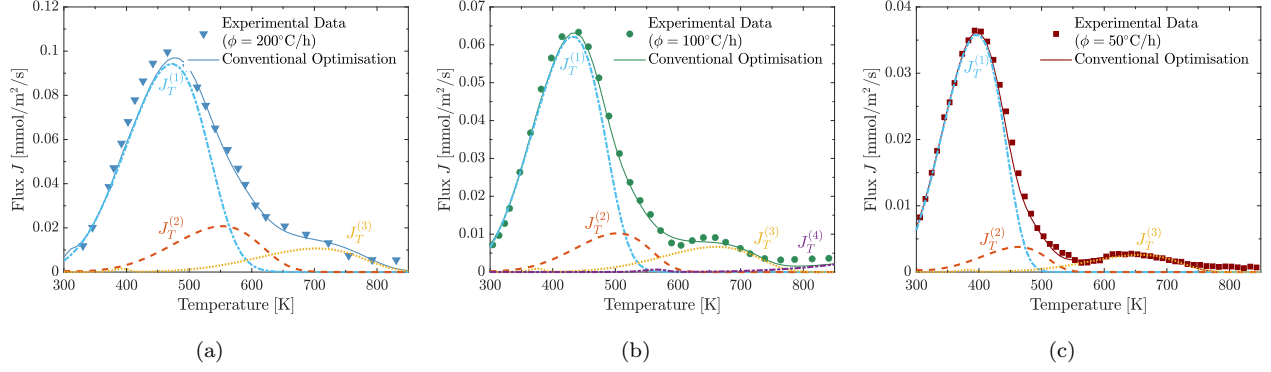 0.12
0.1
0.08
0.06
0.04
0.02
0
300
400
500
600
700
800
Flux J [mmol/m²/s]
Temperature [K]
Experimental Data
(ϕ = 200°C/h)
Conventional Optimisation
J_T^(1)
J_T^(2)
J_T^(3)
(a)
0.07
0.06
0.05
0.04
0.03
0.02
0.01
0
300
400
500
600
700
800
Flux J [mmol/m²/s]
Temperature [K]
Experimental Data
(ϕ = 100°C/h)
Conventional Optimisation
J_T^(1)
J_T^(2)
J_T^(3)
J_T^(4)
(b)
0.04
0.03
0.02
0.01
0
300
400
500
600
700
800
Flux J [mmol/m²/s]
Temperature [K]
Experimental Data
(ϕ = 50°C/h)
Conventional Optimisation
J_T^(1)
J_T^(2)
J_T^(3)
(c)